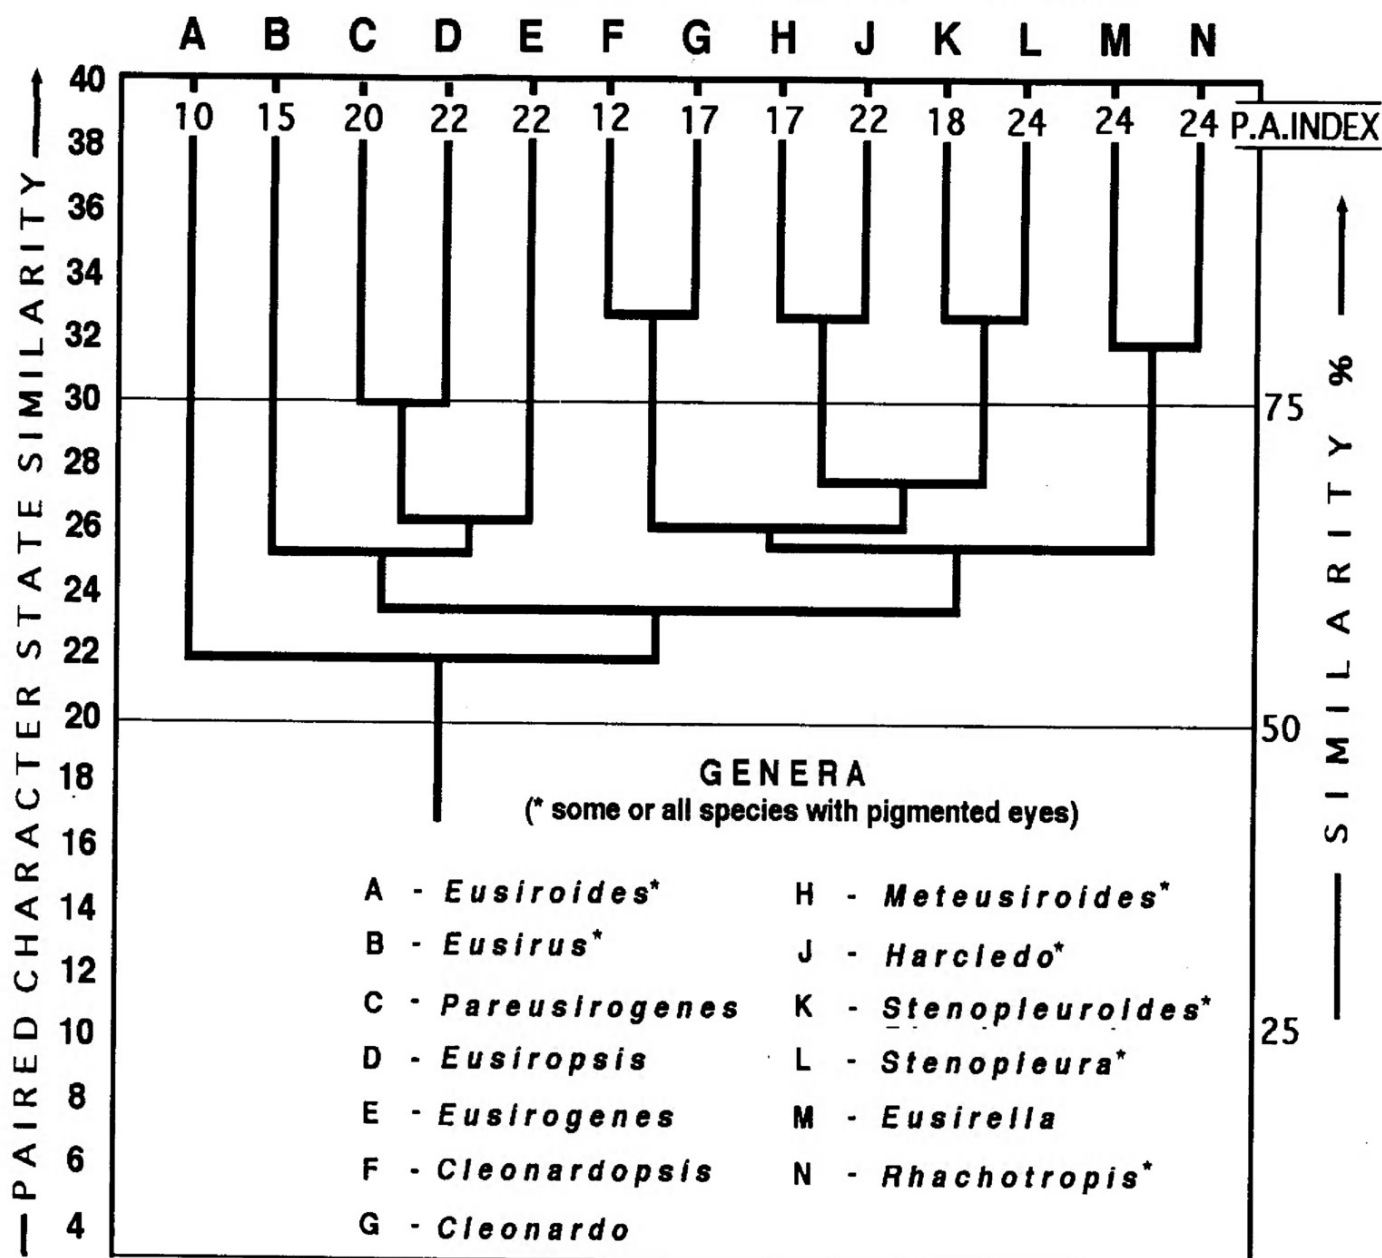 A B C D E F G H J K L M N
40
10 15 20 22 22 12 17 17 22 18 24 24 24 P.A.INDEX
38
36
34
32
30 75
28
26
24
22
20 50
18
16
14
12
10 25
8
6
4
PAIRED CHARACTER STATE SIMILARITY
SIMILARITY %
GENERA
(* some or all species with pigmented eyes)
A - Eusiroides*
B - Eusirus*
C - Pareusirogenes
D - Eusiropsis
E - Eusirogenes
F - Cleonardopsis
G - Cleonardo
H - Meteusiroides*
J - Harcledo*
K - Stenopleuroides*
L - Stenopleura*
M - Eusirella
N - Rhachotropis*